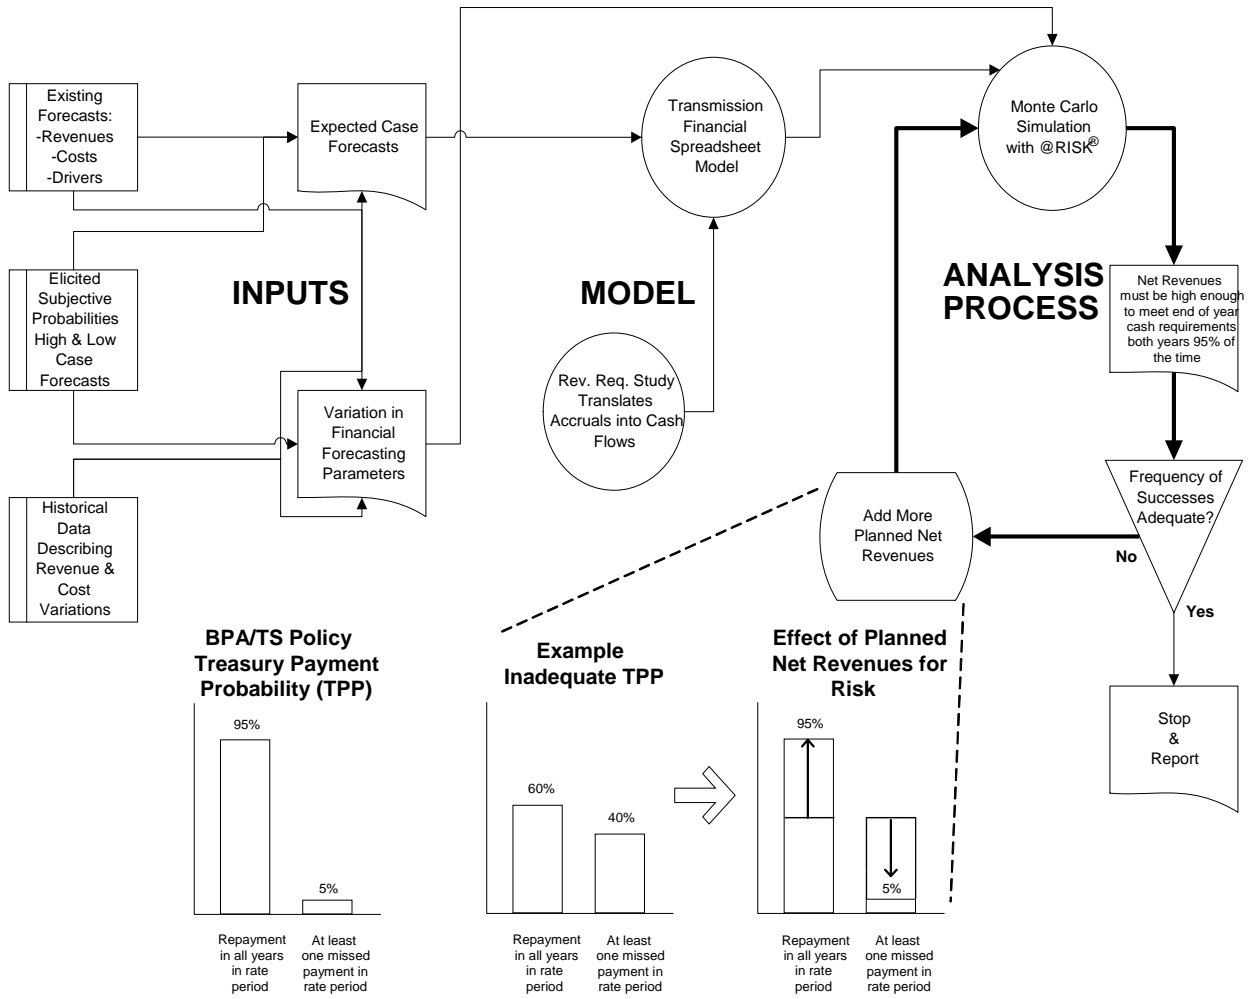 Existing
Forecasts:
-Revenues
-Costs
-Drivers
Expected Case
Forecasts
Transmission
Financial
Spreadsheet
Model
Monte Carlo
Simulation
with @RISK®
Elicited
Subjective
Probabilities
High & Low
Case
Forecasts
INPUTS
MODEL
ANALYSIS
PROCESS
Net Revenues
must be high enough
to meet end of year
cash requirements
both years 95% of
the time
Rev. Req. Study
Translates
Accruals into Cash
Flows
Variation in
Financial
Forecasting
Parameters
Historical
Data
Describing
Revenue &
Cost
Variations
Add More
Planned Net
Revenues
Frequency of
Successes
Adequate?
No
Yes
Stop
&
Report
BPA/TS Policy
Treasury Payment
Probability (TPP)
95%
5%
Repayment
in all years
in rate
period
At least
one missed
payment in
rate period
Example
Inadequate TPP
60%
40%
Repayment
in all years
in rate
period
At least
one missed
payment in
rate period
Effect of Planned
Net Revenues for
Risk
95%
5%
Repayment
in all years
in rate
period
At least
one missed
payment in
rate period